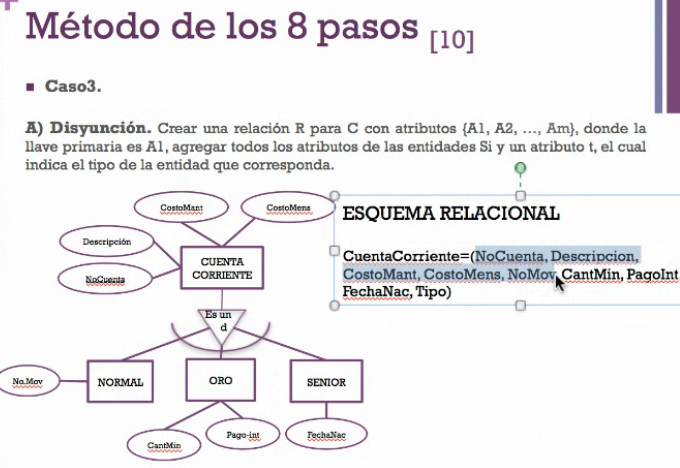 Método de los 8 pasos [10]
Caso3.
A) Disyunción. Crear una relación R para C con atributos {A1, A2, ..., Am}, donde la
llave primaria es A1, agregar todos los atributos de las entidades Si y un atributo t, el cual
indica el tipo de la entidad que corresponda.
CostoMant
CostoMens
Descripción
NoCuenta
CUENTA
CORRIENTE
ESQUEMA RELACIONAL
CuentaCorriente=(NoCuenta, Descripcion,
CostoMant, CostoMens, NoMov, CantMin, PagoInt
FechaNac, Tipo)
Es un
d
No.Mov
NORMAL
ORO
SENIOR
CantMin
Pago-int
FechaNac